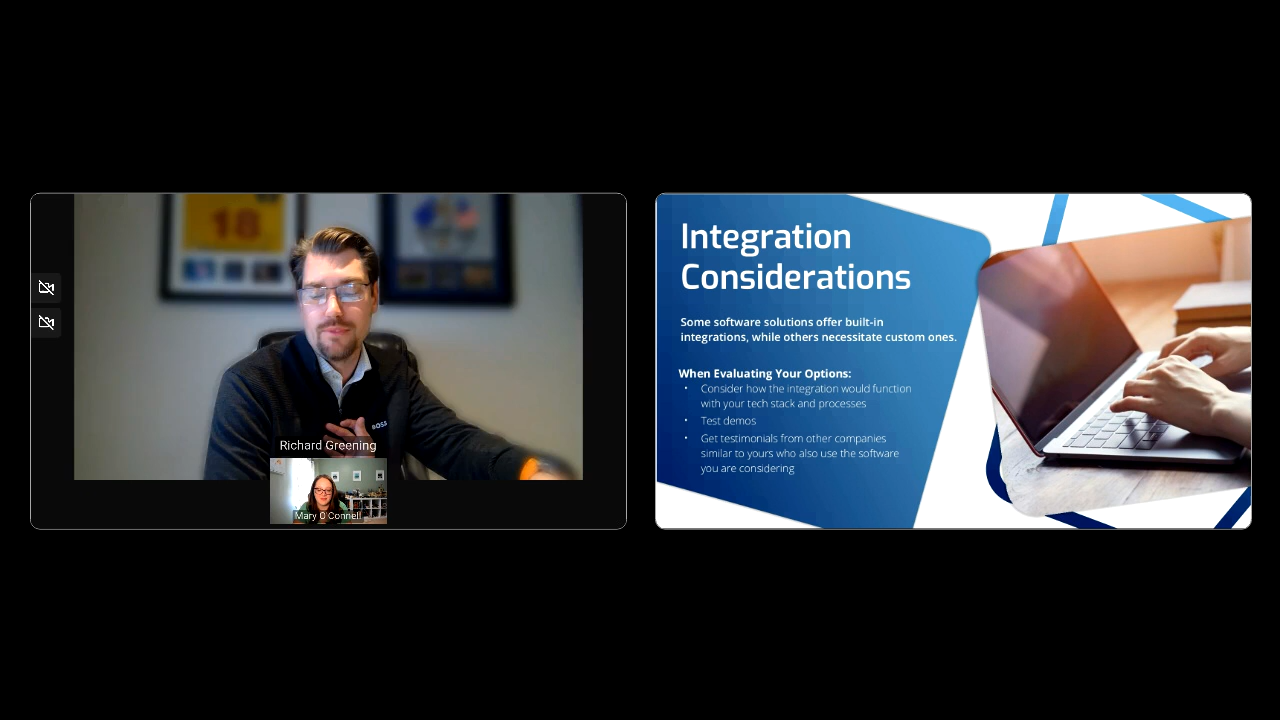 18
BOSS
Richard Greening
Mary O Connell
Integration
Considerations
Some software solutions offer built-in
integrations, while others necessitate custom ones.
When Evaluating Your Options:
• Consider how the integration would function
with your tech stack and processes
• Test demos
• Get testimonials from other companies
similar to yours who also use the software
you are considering